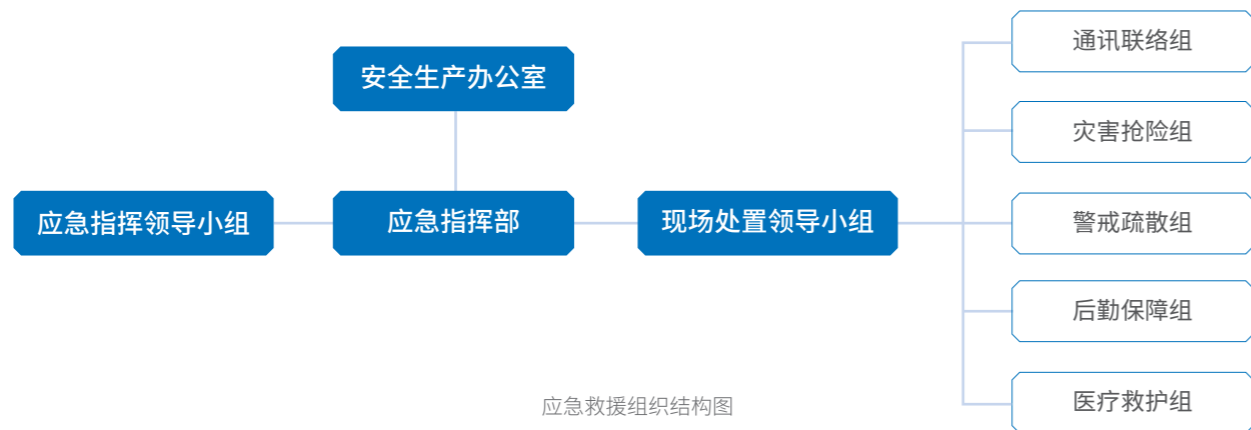 安全生产办公室
应急指挥领导小组
应急指挥部
现场处置领导小组
通讯联络组
灾害抢险组
警戒疏散组
后勤保障组
医疗救护组
应急救援组织结构图